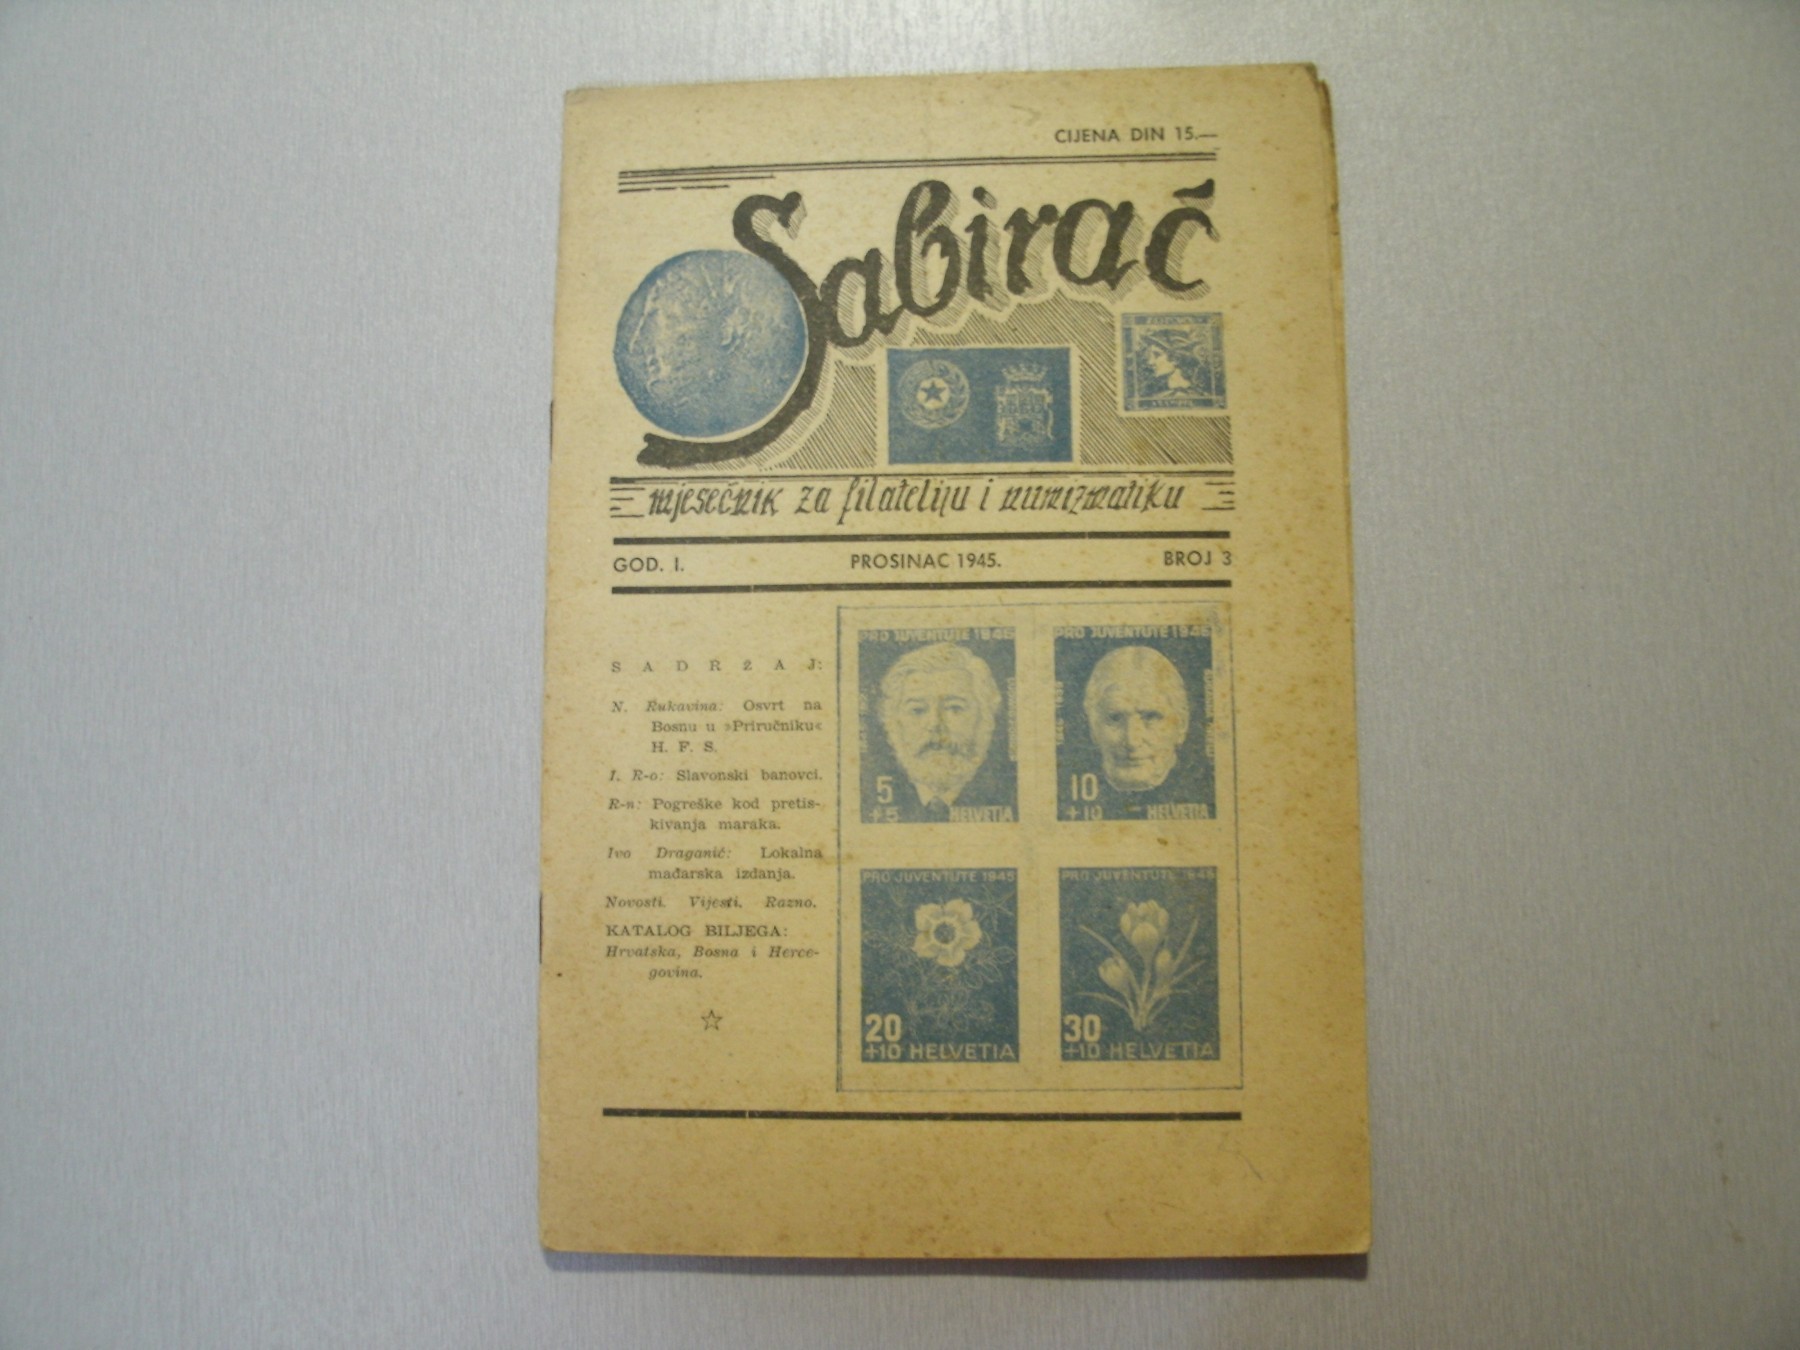 CIJENA DIN 15.—
Sabirač
mjesečnik za filateliju i numizmatiku
GOD. I. PROSINAC 1945. BROJ 3
SADRŽAJ:
N. Rukavina: Osvrt na
Bosnu u »Priručniku«
H. F. S.
I. R-o: Slavonski banovci.
R-n: Pogreške kod pretis-
kivanja maraka.
Ivo Draganić: Lokalna
mađarska izdanja.
Novosti. Vijesti. Razno.
KATALOG BILJEGA:
Hrvatska, Bosna i Herce-
govina.
PRO JUVENTUTE 1945
5
+5 HELVETIA
PRO JUVENTUTE 1945
10
+10 HELVETIA
PRO JUVENTUTE 1945
20
+10 HELVETIA
PRO JUVENTUTE 1945
30
+10 HELVETIA